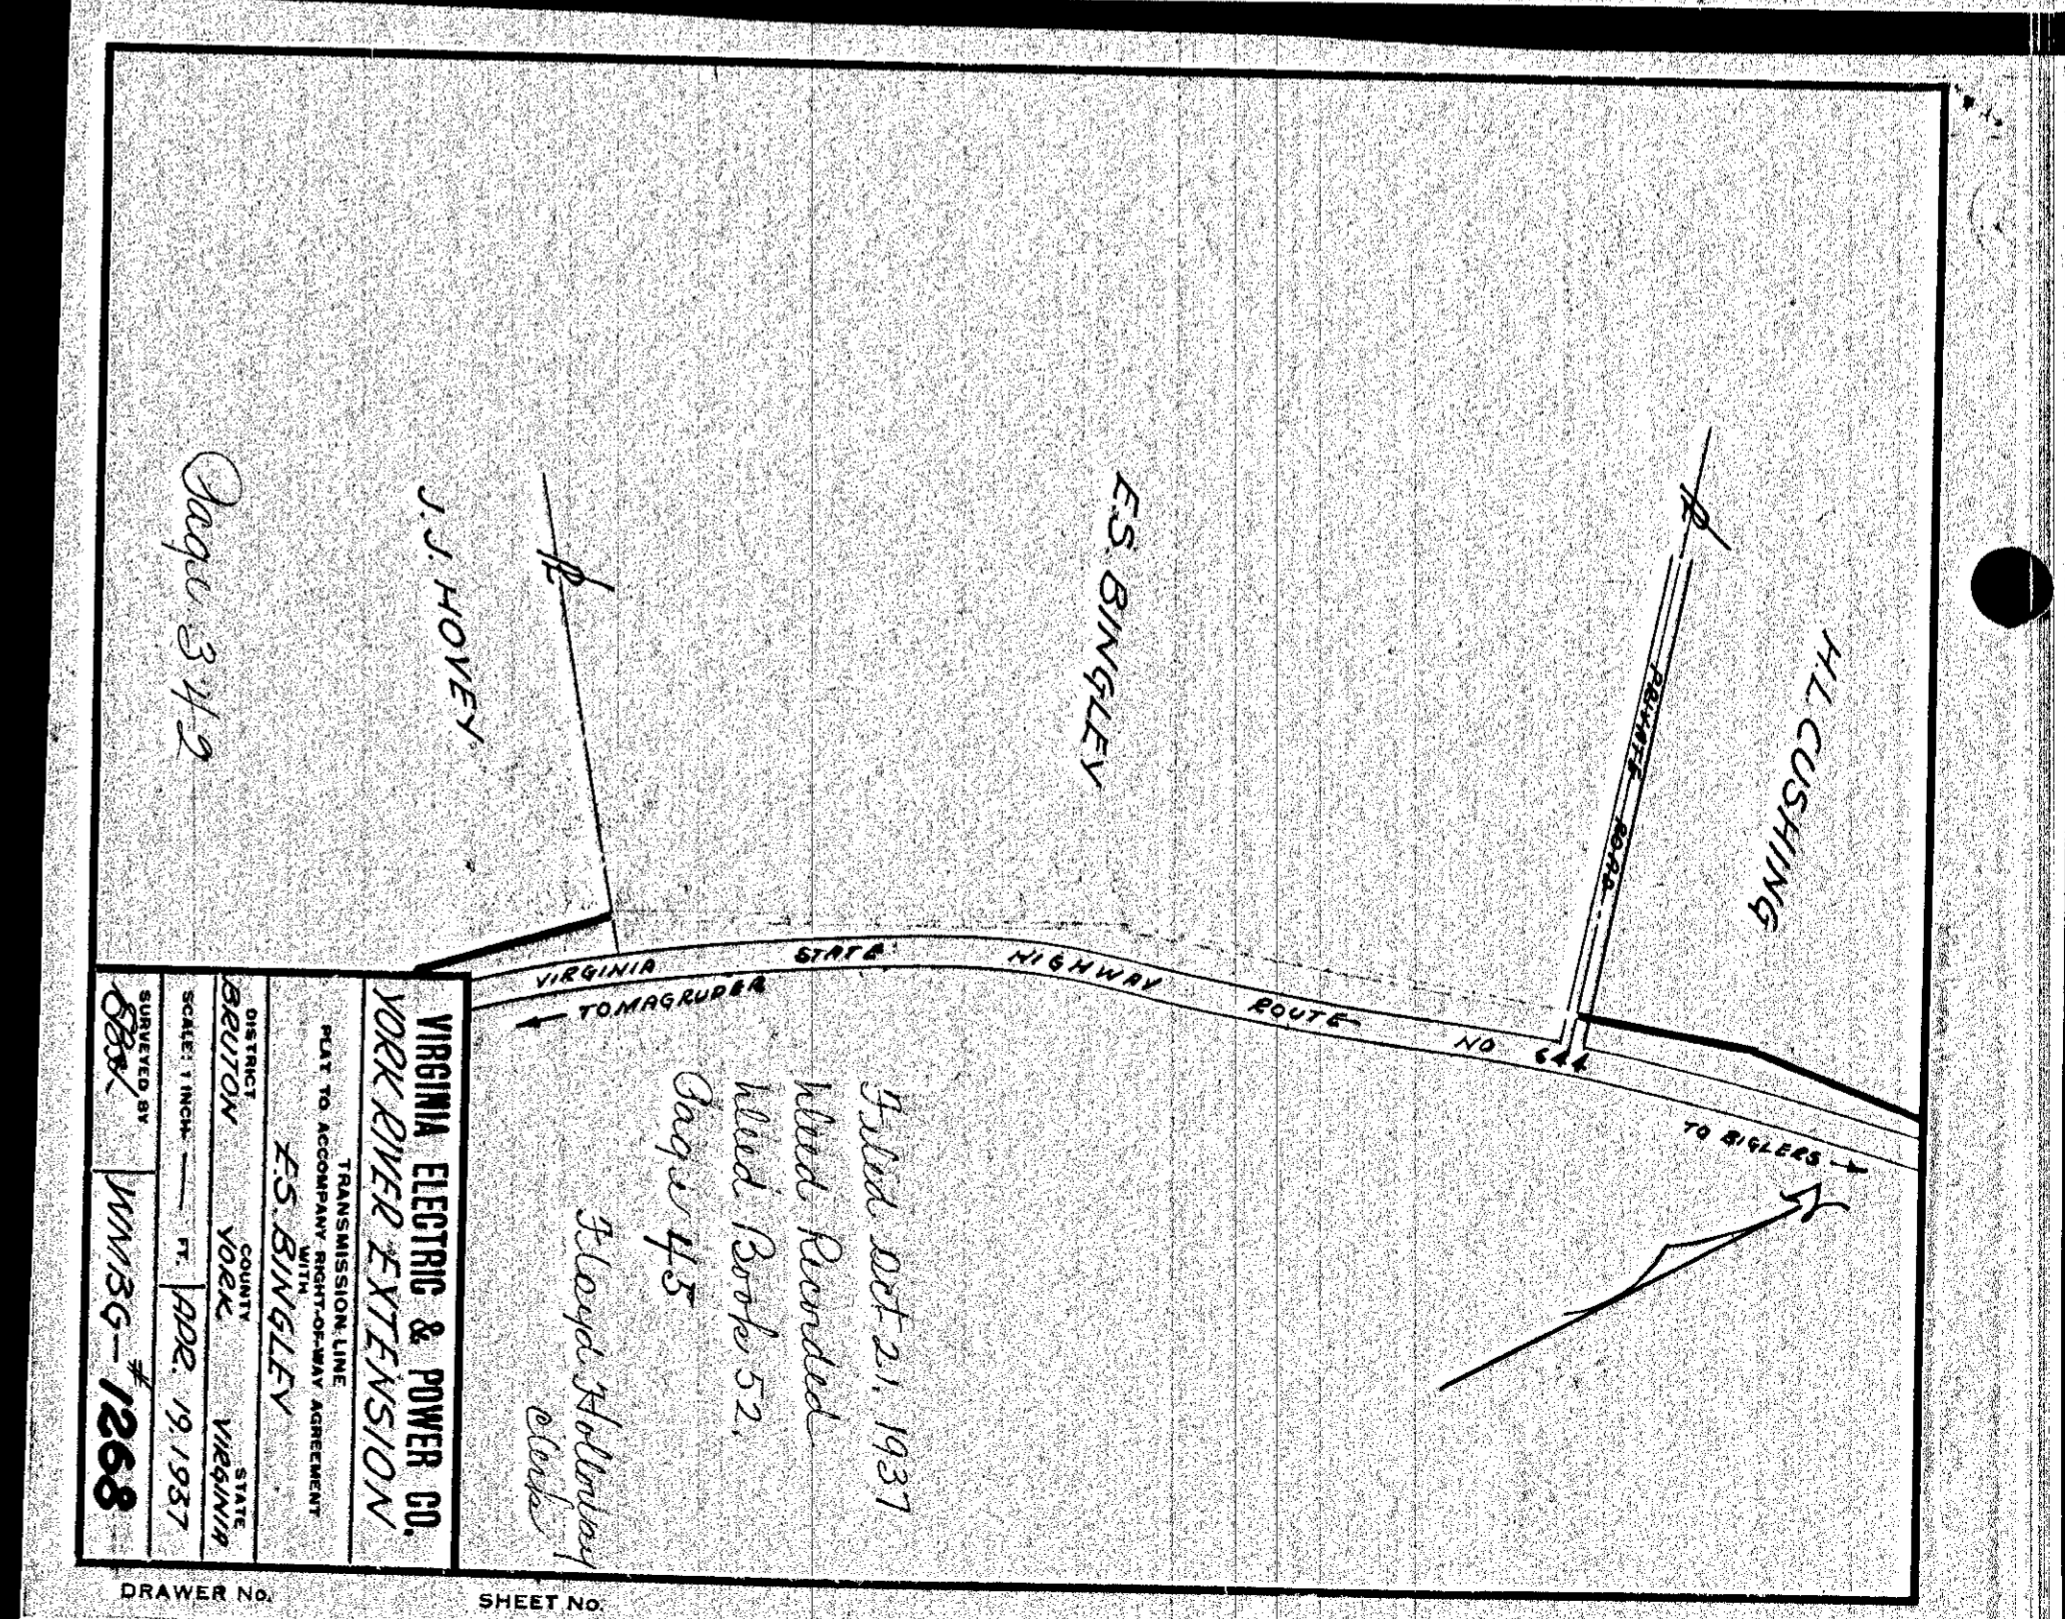 H.L. CUSHING
PRIVATE ROAD
E.S. BINGLEY
J.J. HOVEY
Page 342
VIRGINIA STATE HIGHWAY ROUTE NO 644
TO MAGRUDER
TO BIGLERS
Filed Oct 21, 1937
Deed Recorded
Deed Book 52,
Page 45
Floyd Holloway
Clerk
VIRGINIA ELECTRIC & POWER CO.
YORK RIVER EXTENSION
TRANSMISSION LINE
PLAT TO ACCOMPANY RIGHT-OF-WAY AGREEMENT
WITH
E.S. BINGLEY
DISTRICT COUNTY STATE
BRUTON YORK VIRGINIA
SCALE: 1 INCH — FT. APR. 19, 1937
SURVEYED BY
WMBG-#1268
DRAWER No.
SHEET No.